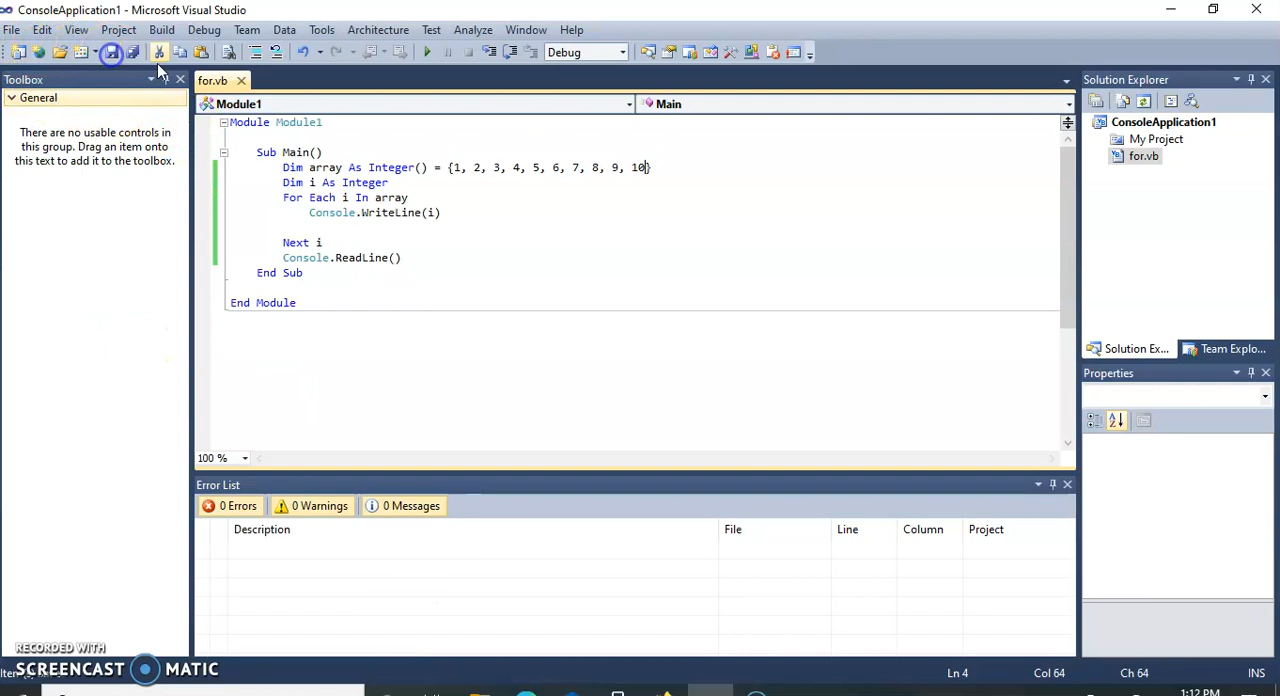 ConsoleApplication1 - Microsoft Visual Studio
File Edit View Project Build Debug Team Data Tools Architecture Test Analyze Window Help
Debug
Toolbox
General
There are no usable controls in
this group. Drag an item onto
this text to add it to the toolbox.
for.vb
Module1
Main
Module Module1
Sub Main()
Dim array As Integer() = {1, 2, 3, 4, 5, 6, 7, 8, 9, 10}
Dim i As Integer
For Each i In array
Console.WriteLine(i)
Next i
Console.ReadLine()
End Sub
End Module
100 %
Solution Explorer
ConsoleApplication1
My Project
for.vb
Solution Ex... Team Explo...
Properties
Error List
0 Errors 0 Warnings 0 Messages
Description File Line Column Project
RECORDED WITH
SCREENCAST MATIC
Ln 4 Col 64 Ch 64 INS
1:12 PM